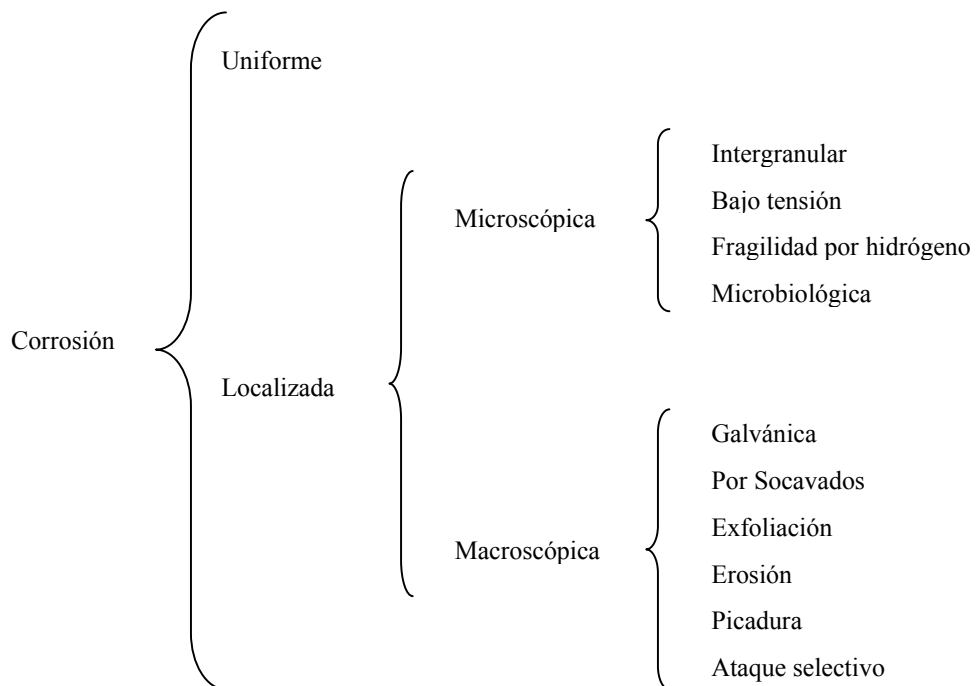 Corrosión
Uniforme
Localizada
Microscópica
Intergranular
Bajo tensión
Fragilidad por hidrógeno
Microbiológica
Macroscópica
Galvánica
Por Socavados
Exfoliación
Erosión
Picadura
Ataque selectivo